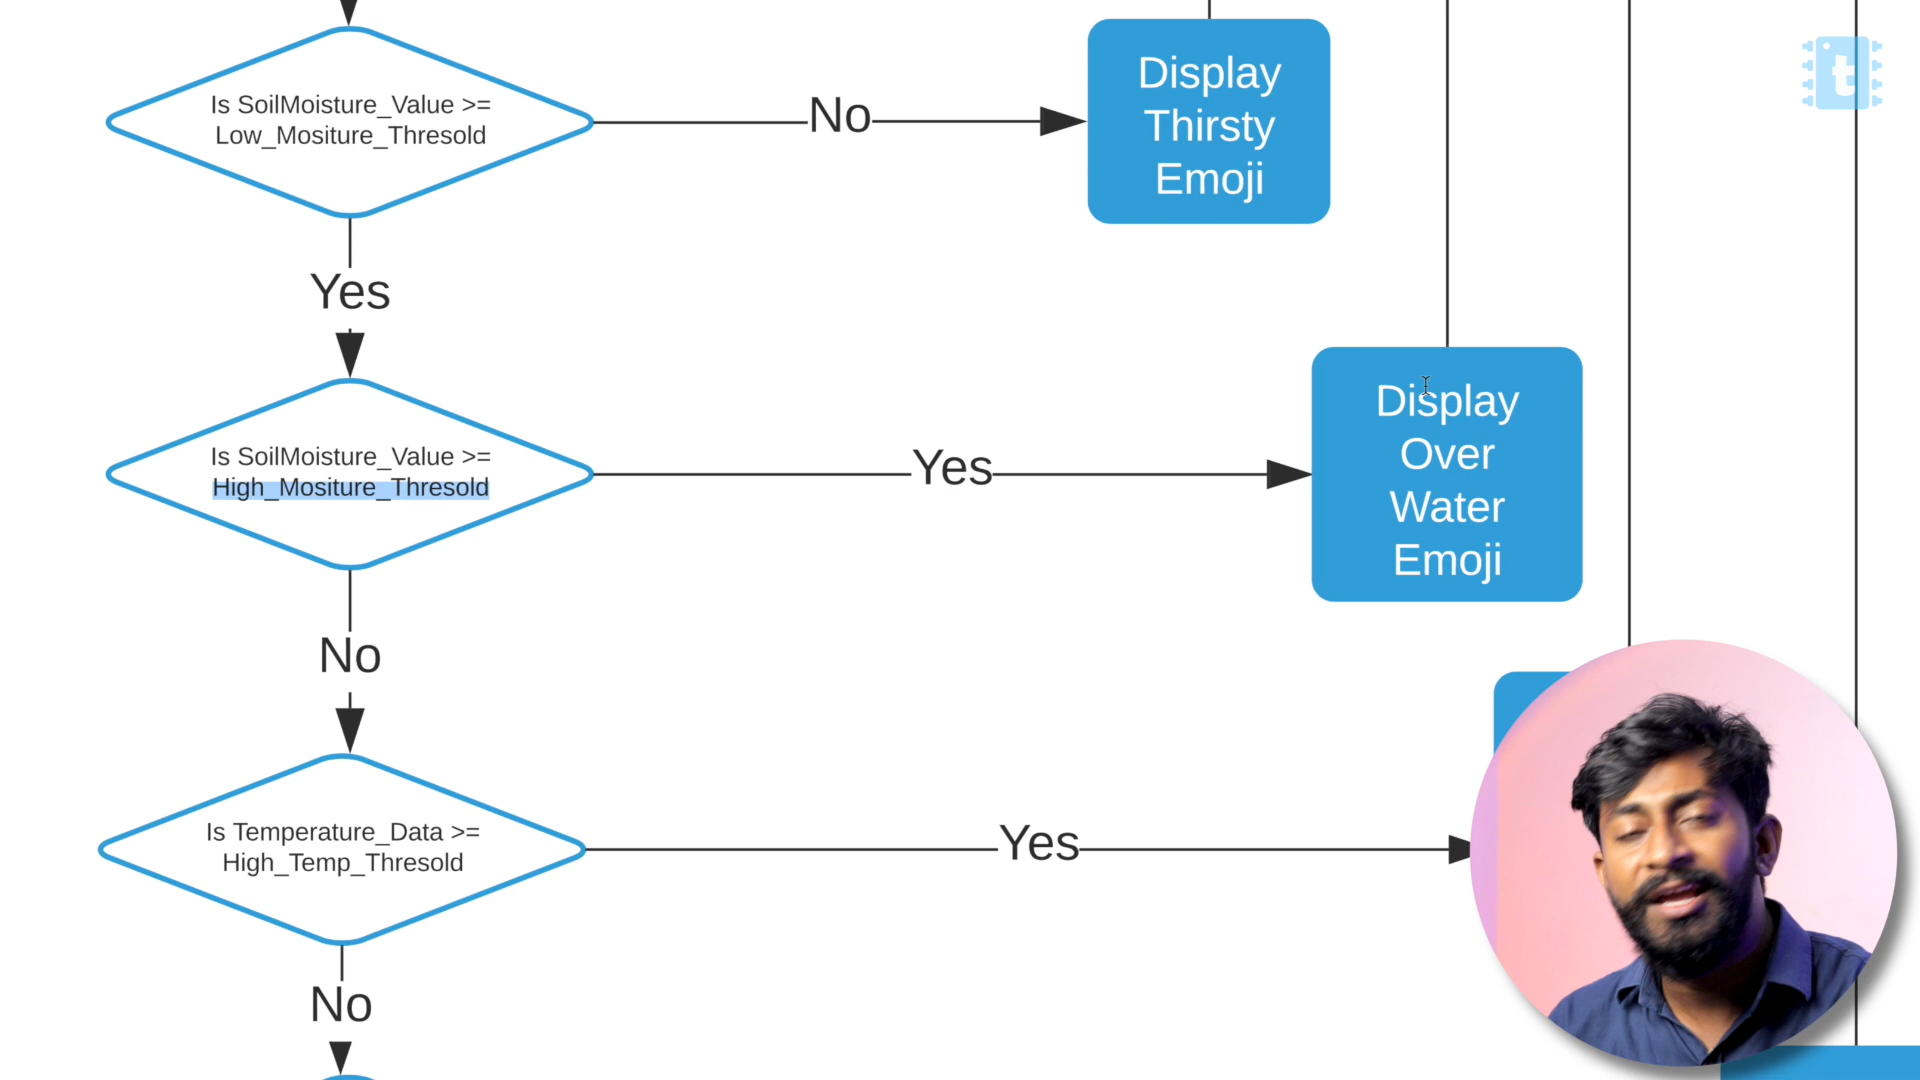 Is SoilMoisture_Value >=
Low_Mositure_Thresold
No
Display
Thirsty
Emoji
t
Yes
Is SoilMoisture_Value >=
High_Mositure_Thresold
Yes
Display
Over
Water
Emoji
No
Is Temperature_Data >=
High_Temp_Thresold
Yes
No